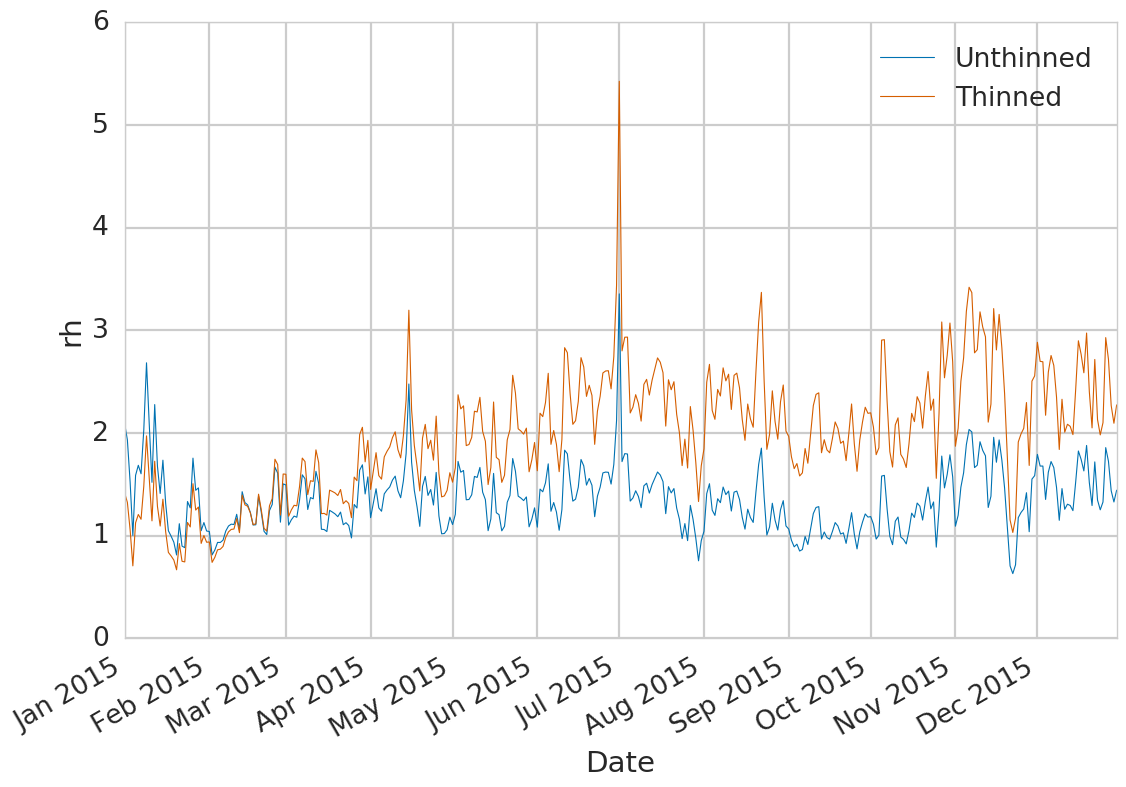 6
5
4
3
2
1
0
rh
Unthinned
Thinned
Jan 2015
Feb 2015
Mar 2015
Apr 2015
May 2015
Jun 2015
Jul 2015
Aug 2015
Sep 2015
Oct 2015
Nov 2015
Dec 2015
Date